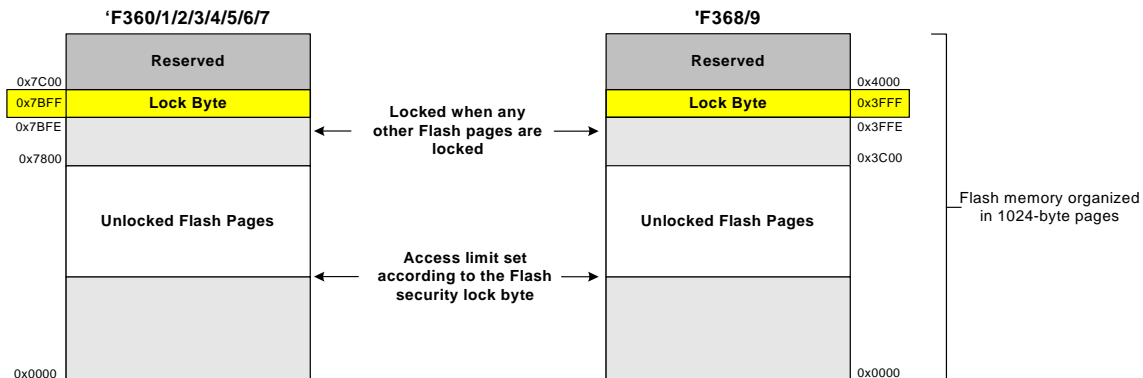 ‘F360/1/2/3/4/5/6/7
Reserved
0x7C00
0x7BFF
Lock Byte
0x7BFE
0x7800
Unlocked Flash Pages
0x0000
Locked when any
other Flash pages are
locked
Access limit set
according to the Flash
security lock byte
'F368/9
Reserved
0x4000
Lock Byte
0x3FFF
0x3FFE
0x3C00
Unlocked Flash Pages
0x0000
Flash memory organized
in 1024-byte pages